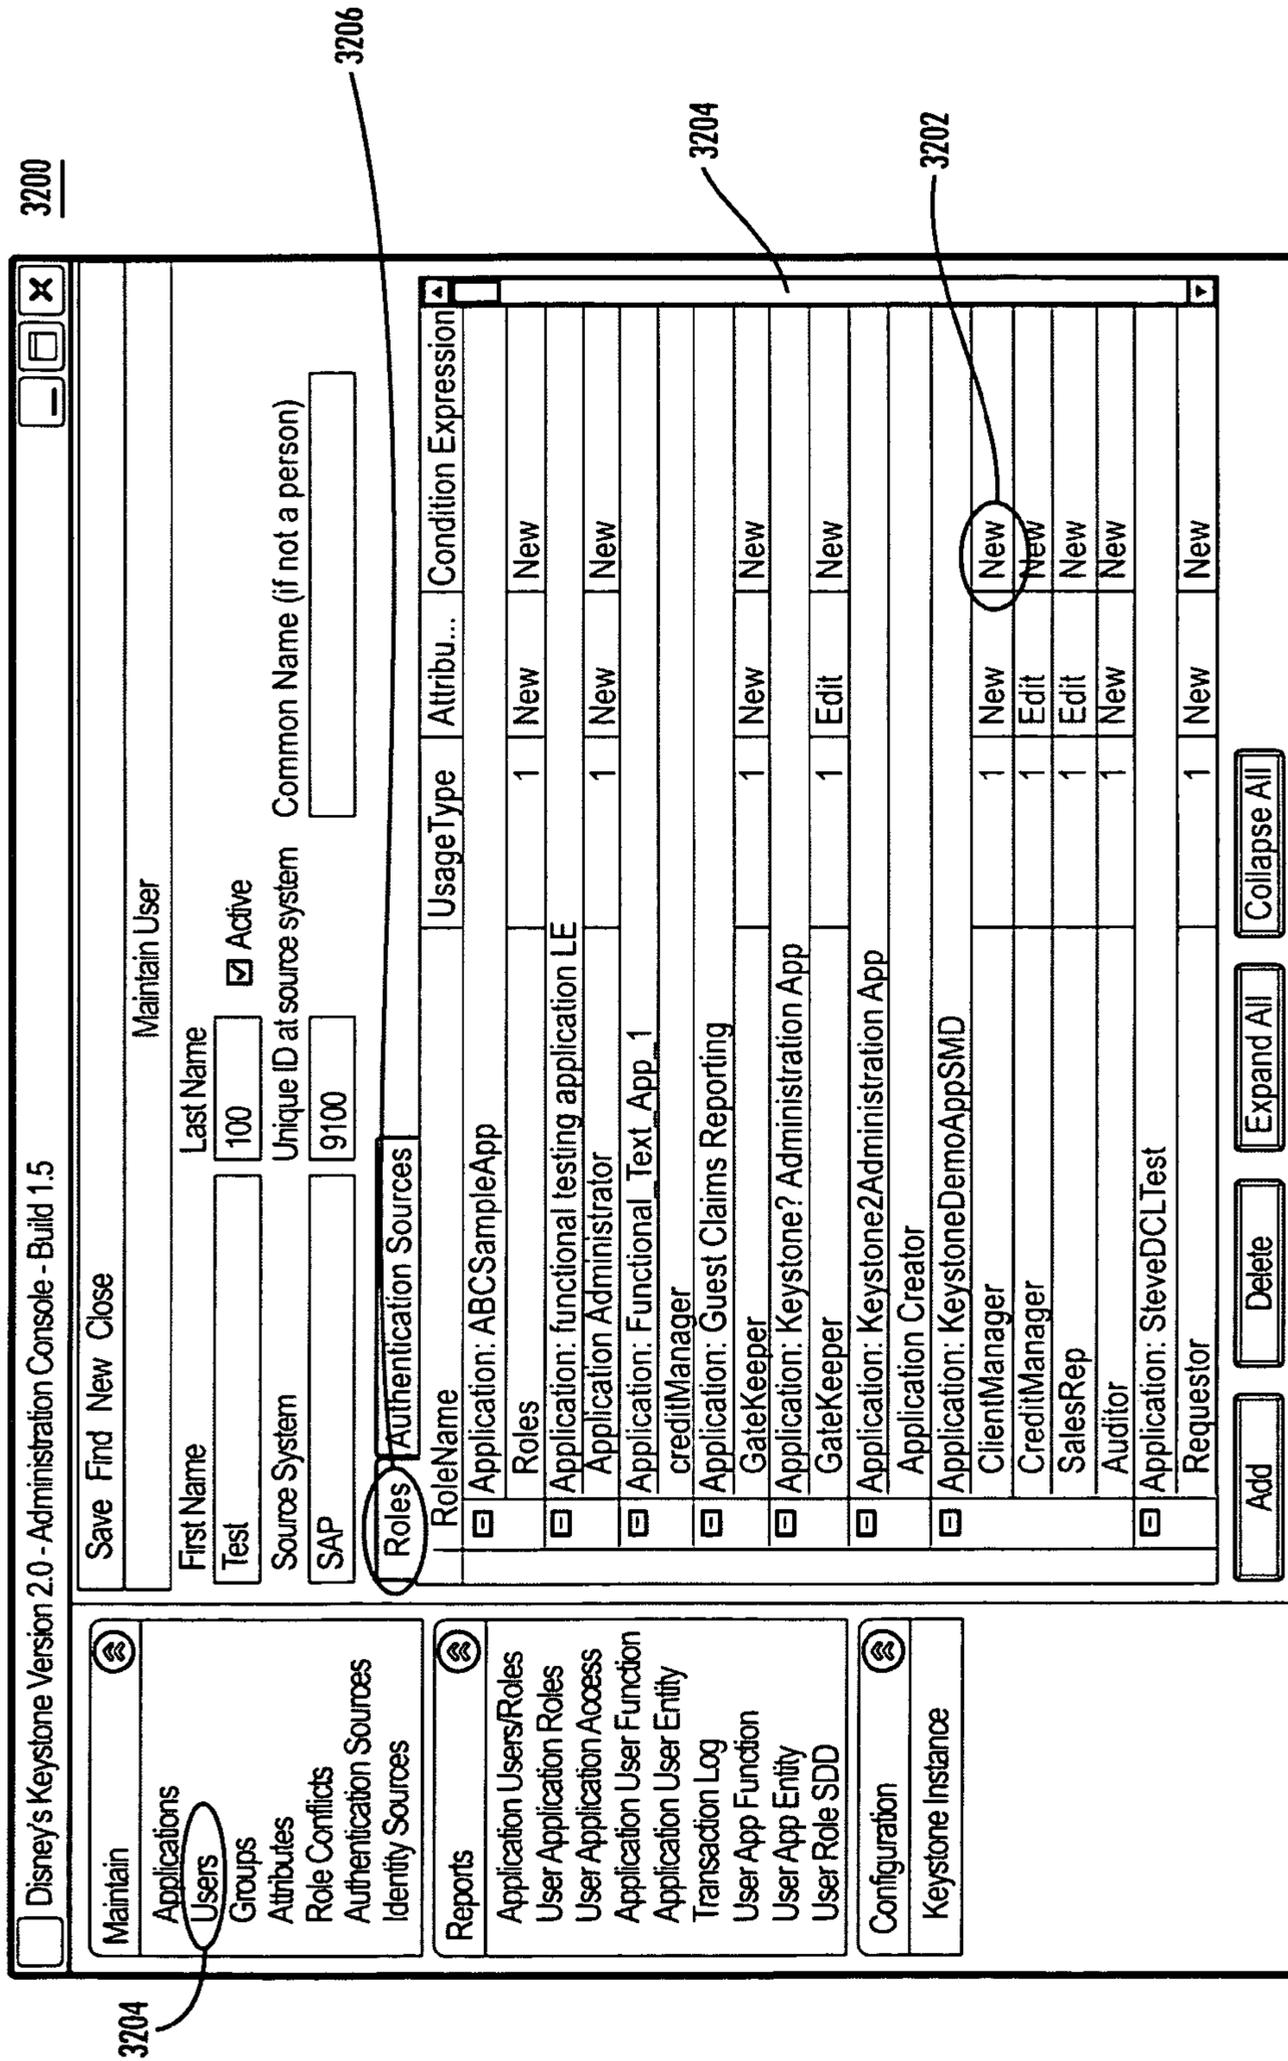 3200
Disney's Keystone Version 2.0 - Administration Console - Build 1.5
Maintain
Applications
Users
Groups
Attributes
Role Conflicts
Authentication Sources
Identity Sources
Reports
Application Users/Roles
User Application Roles
User Application Access
Application User Function
Application User Entity
Transaction Log
User App Function
User App Entity
User Role SDD
Configuration
Keystone Instance
3204
Save Find New Close
Maintain User
First Name Last Name
Test 100 Active
Source System Unique ID at source system Common Name (if not a person)
SAP 9100
Roles Authentication Sources
3206
RoleName UsageType Attribu... Condition Expression
Application: ABCSampleApp
Roles 1 New New
Application: functional testing application LE
Application Administrator 1 New New
Application: Functional_Text_App_1
creditManager
Application: Guest Claims Reporting
GateKeeper 1 New New
Application: Keystone? Administration App
GateKeeper 1 Edit New
Application: Keystone2Administration App
Application Creator
Application: KeystoneDemoAppSMD
ClientManager 1 New New
CreditManager 1 Edit New
SalesRep 1 Edit New
Auditor 1 New New
Application: SteveDCLTest
Requestor 1 New New
3204
3202
Add Delete Expand All Collapse All